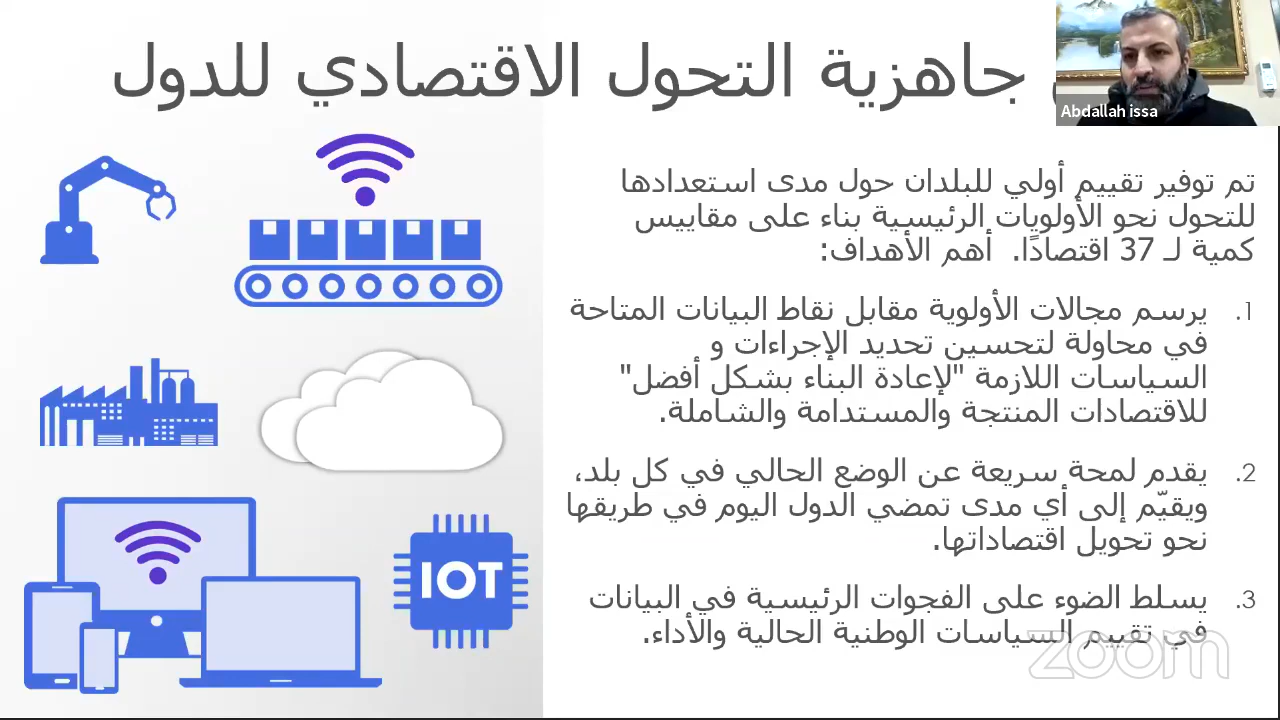 جاهزية التحول الاقتصادي للدول
Abdallah issa
تم توفير تقييم أولي للبلدان حول مدى استعدادها
للتحول نحو الأولويات الرئيسية بناء على مقاييس
كمية لـ 37 اقتصادًا. أهم الأهداف:
1. يرسم مجالات الأولوية مقابل نقاط البيانات المتاحة
في محاولة لتحسين تحديد الإجراءات و
السياسات اللازمة "لإعادة البناء بشكل أفضل"
للاقتصادات المنتجة والمستدامة والشاملة.
2. يقدم لمحة سريعة عن الوضع الحالي في كل بلد،
ويقيّم إلى أي مدى تمضي الدول اليوم في طريقها
نحو تحويل اقتصاداتها.
3. يسلط الضوء على الفجوات الرئيسية في البيانات
في تقييم السياسات الوطنية الحالية والأداء.
IOT
zoom